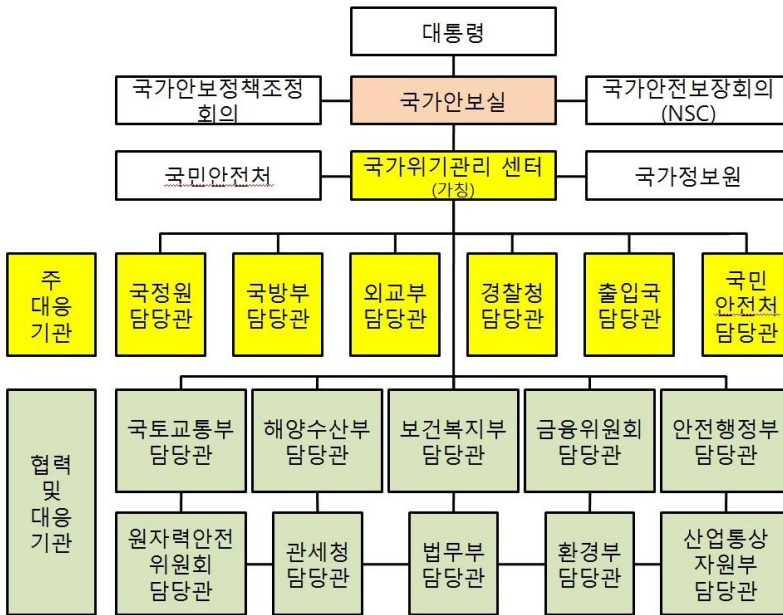 대통령
국가안보정책조정
회의
국가안보실
국가안전보장회의
(NSC)
국민안전처
국가위기관리 센터
(가칭)
국가정보원
주
대응
기관
국정원
담당관
국방부
담당관
외교부
담당관
경찰청
담당관
출입국
담당관
국민
안전처
담당관
협력
및
대응
기관
국토교통부
담당관
해양수산부
담당관
보건복지부
담당관
금융위원회
담당관
안전행정부
담당관
원자력안전
위원회
담당관
관세청
담당관
법무부
담당관
환경부
담당관
산업통상
자원부
담당관